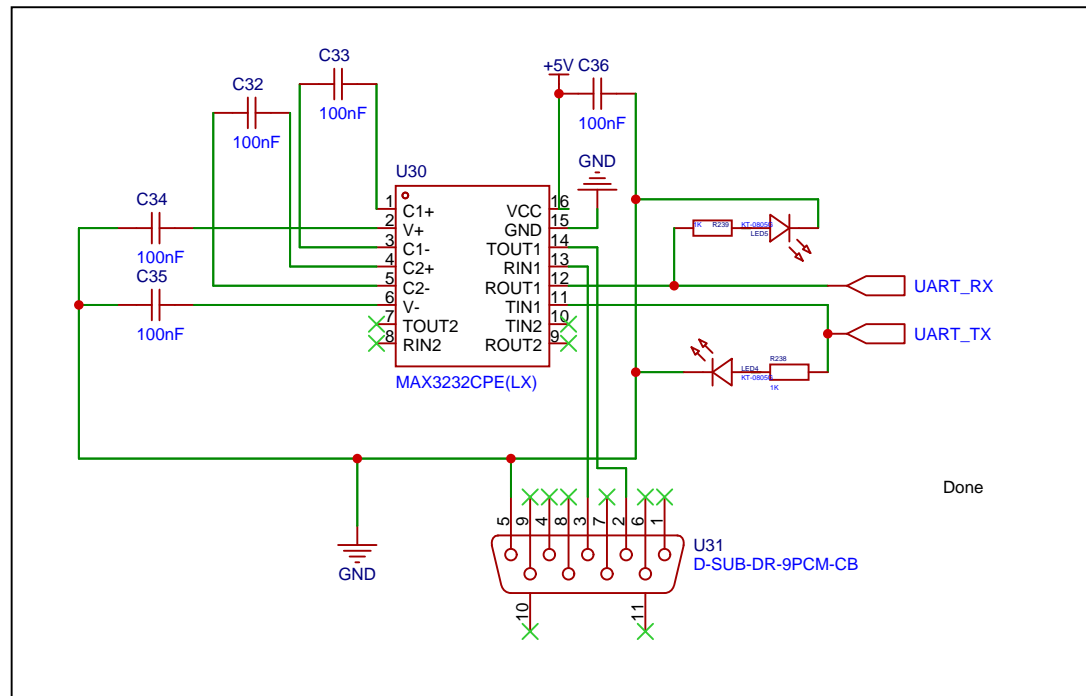 C33
100nF
C32
100nF
+5V
C36
100nF
GND
U30
C34
100nF
C35
100nF
1
2
3
4
5
6
7
8
C1+
V+
C1-
C2+
C2-
V-
TOUT2
RIN2
VCC
GND
TOUT1
RIN1
ROUT1
TIN1
TIN2
ROUT2
16
15
14
13
12
11
10
9
MAX3232CPE(LX)
1K
R239
KT-0805G
LED5
UART_RX
UART_TX
LED4
KT-0805G
R238
1K
GND
Done
5
9
4
8
3
7
2
6
1
U31
D-SUB-DR-9PCM-CB
10
11